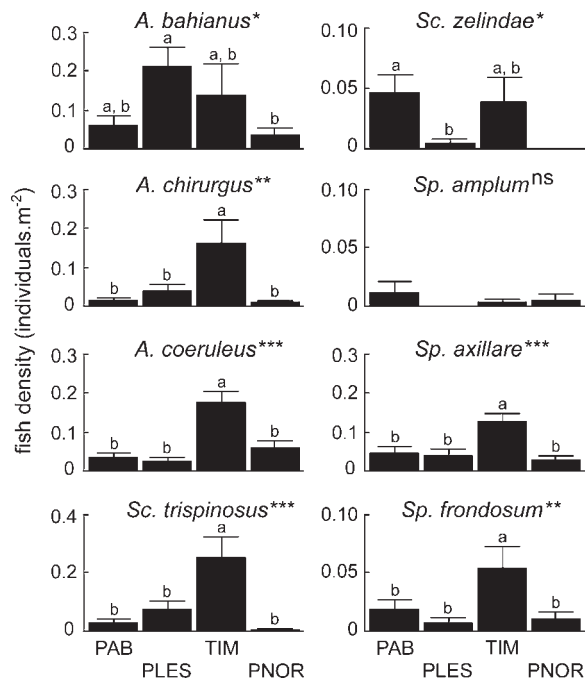 fish density (individuals.m-2)
A. bahianus*
0.3
0.2
0.1
0
a, b
a
a, b
b
Sc. zelindae*
0.10
0.05
0
a
b
a, b
A. chirurgus**
0.3
0.2
0.1
0
b
b
a
b
Sp. amplum ns
0.10
0.05
0
A. coeruleus***
0.3
0.2
0.1
0
b
b
a
b
Sp. axillare***
0.3
0.2
0.1
0
b
b
a
b
Sc. trispinosus***
0.4
0.2
0
b
b
a
b
PAB
PLES
TIM
PNOR
Sp. frondosum**
0.10
0.05
0
b
b
a
b
PAB
PLES
TIM
PNOR